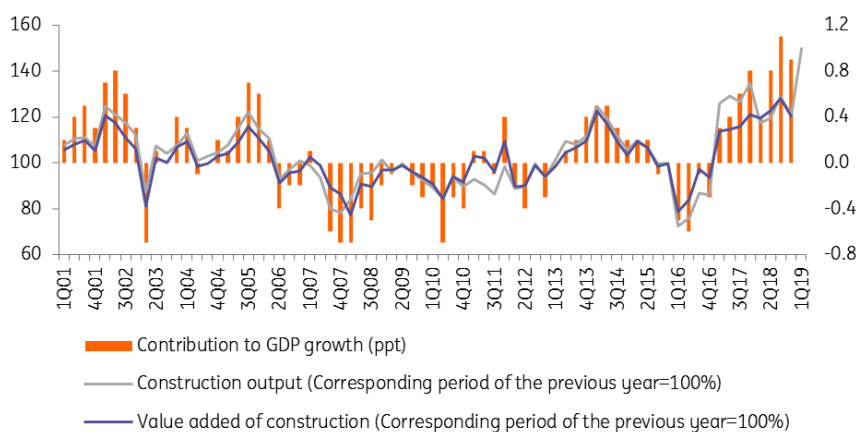 160 1.2
140 0.8
120 0.4
100 0.0
80 -0.4
60 -0.8
1Q01 4Q01 3Q02 2Q03 1Q04 4Q04 3Q05 2Q06 1Q07 4Q07 3Q08 2Q09 1Q10 4Q10 3Q11 2Q12 1Q13 4Q13 3Q14 2Q15 1Q16 4Q16 3Q17 2Q18 1Q19
Contribution to GDP growth (ppt)
Construction output (Corresponding period of the previous year=100%)
Value added of construction (Corresponding period of the previous year=100%)